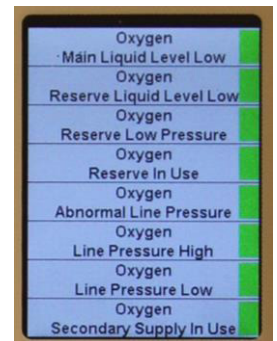 Oxygen
Main Liquid Level Low
Oxygen
Reserve Liquid Level Low
Oxygen
Reserve Low Pressure
Oxygen
Reserve In Use
Oxygen
Abnormal Line Pressure
Oxygen
Line Pressure High
Oxygen
Line Pressure Low
Oxygen
Secondary Supply In Use